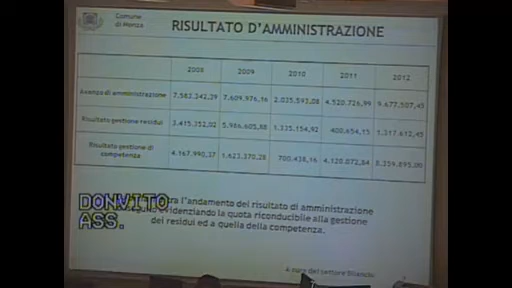 Comune
di Monza
RISULTATO D'AMMINISTRAZIONE
2008 2009 2010 2011 2012
Avanzo di amministrazione 7.583.342,39 7.609.976,16 2.035.593,08 4.520.726,99 9.677.507,45
Risultato gestione residui 3.415.352,02 5.986.605,88 1.335.154,92 400.654,15 1.317.612,45
Risultato gestione di
competenza 4.167.990,37 1.623.370,28 700.438,16 4.120.072,84 8.359.895,00
l'andamento del risultato di amministrazione
evidenziando la quota riconducibile alla gestione
dei residui ed a quella della competenza.
DONVITO
ASS.
A cura del settore Bilancio